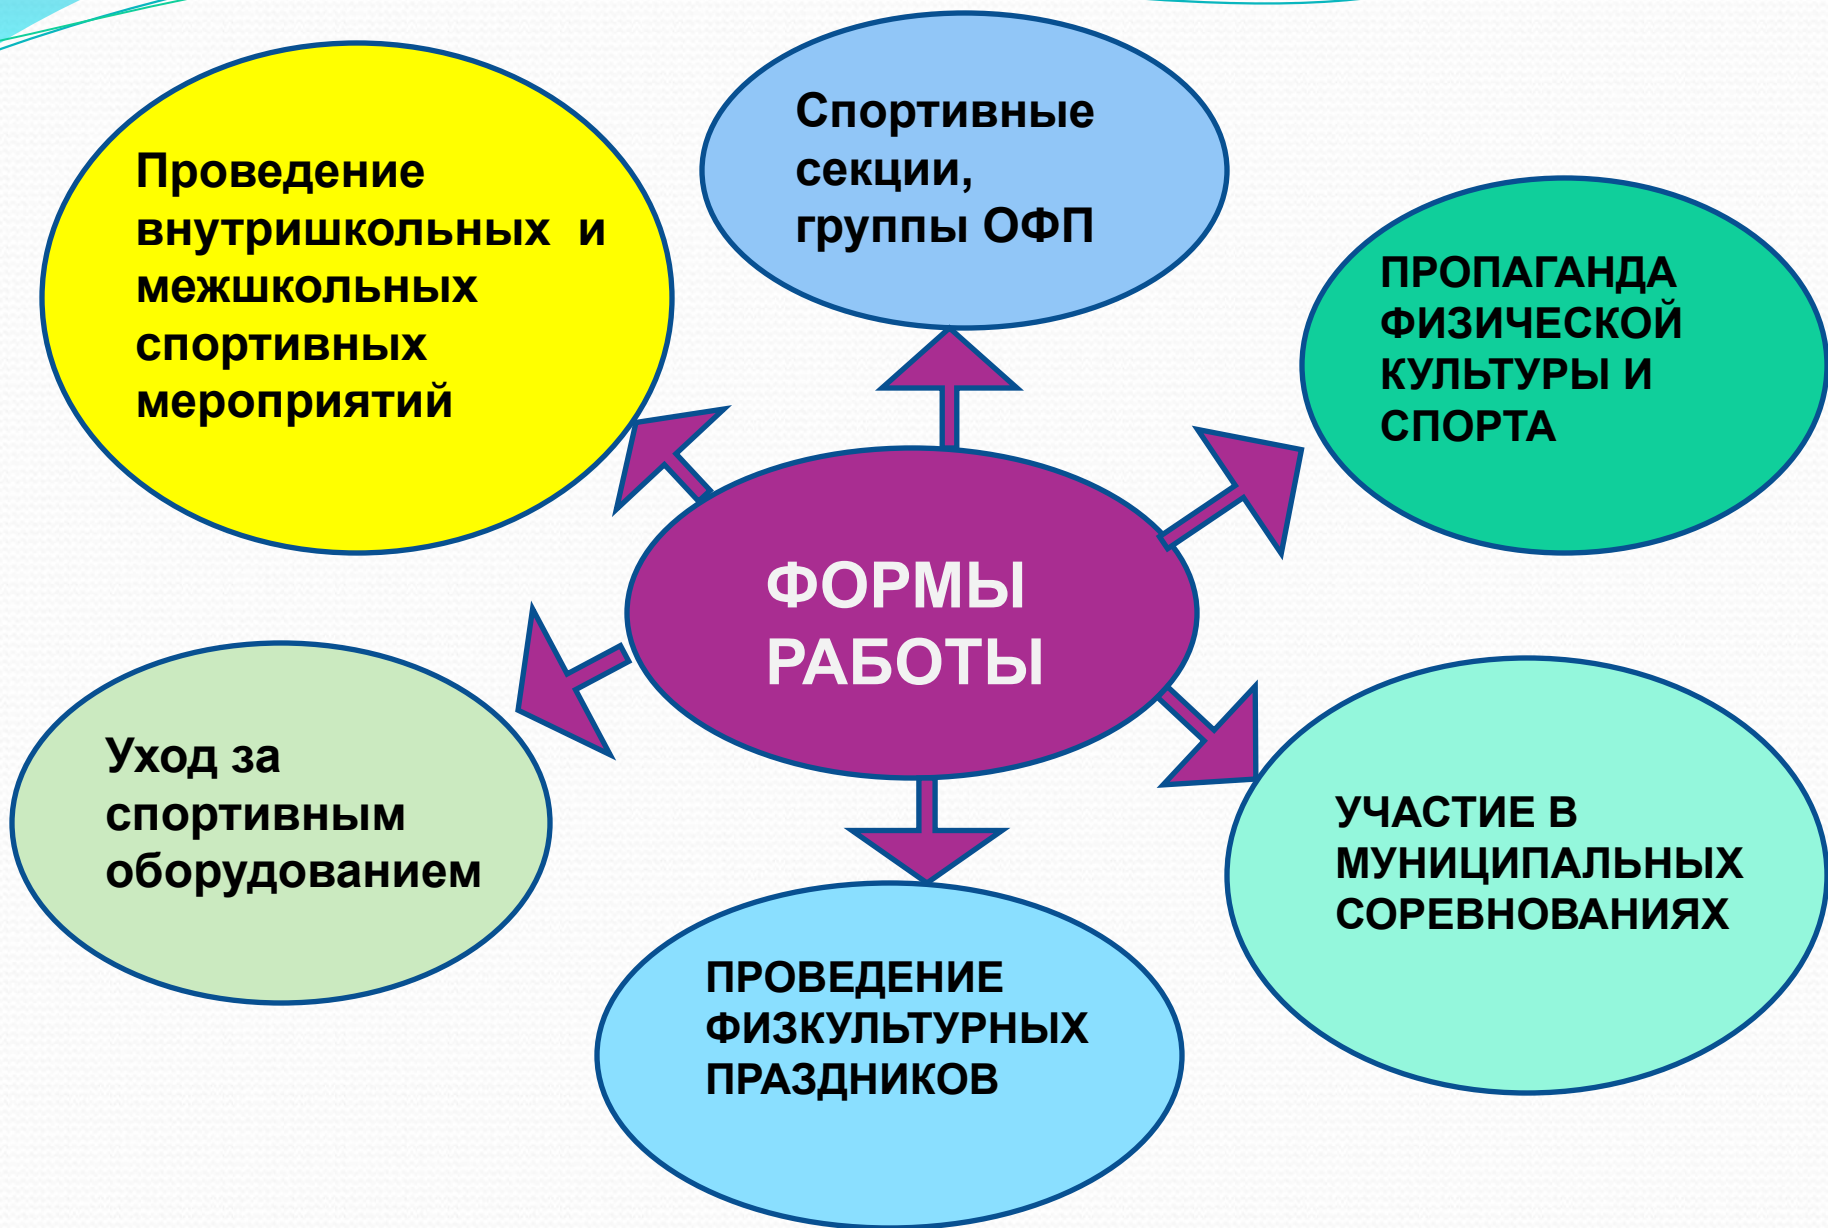 Проведение
внутришкольных и
межшкольных
спортивных
мероприятий
Спортивные
секции,
группы ОФП
ПРОПАГАНДА
ФИЗИЧЕСКОЙ
КУЛЬТУРЫ И
СПОРТА
ФОРМЫ
РАБОТЫ
Уход за
спортивным
оборудованием
ПРОВЕДЕНИЕ
ФИЗКУЛЬТУРНЫХ
ПРАЗДНИКОВ
УЧАСТИЕ В
МУНИЦИПАЛЬНЫХ
СОРЕВНОВАНИЯХ